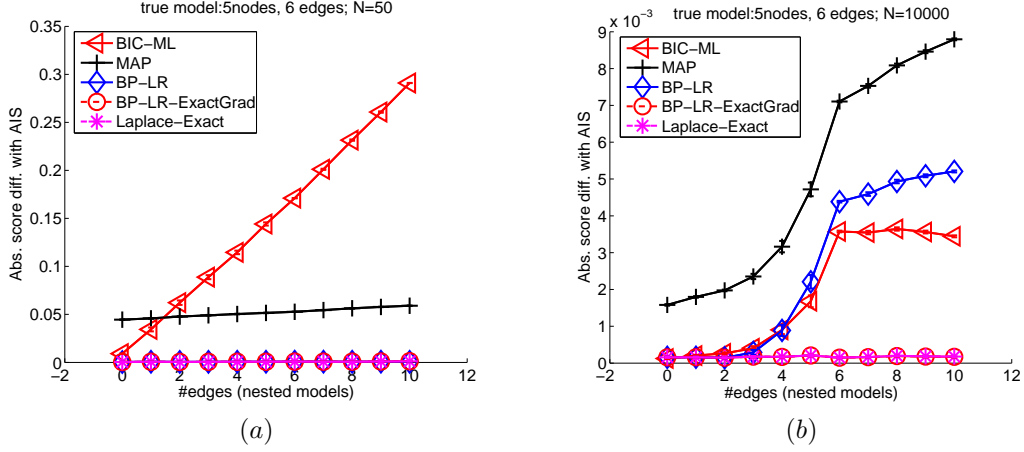 true model:5nodes, 6 edges; N=50
Abs. score diff. with AIS
0.35
0.3
0.25
0.2
0.15
0.1
0.05
0
BIC−ML
MAP
BP−LR
BP−LR−ExactGrad
Laplace−Exact
−2 0 2 4 6 8 10 12
#edges (nested models)
(a)
true model:5nodes, 6 edges; N=10000
x 10−3
Abs. score diff. with AIS
9
8
7
6
5
4
3
2
1
0
BIC−ML
MAP
BP−LR
BP−LR−ExactGrad
Laplace−Exact
−2 0 2 4 6 8 10 12
#edges (nested models)
(b)